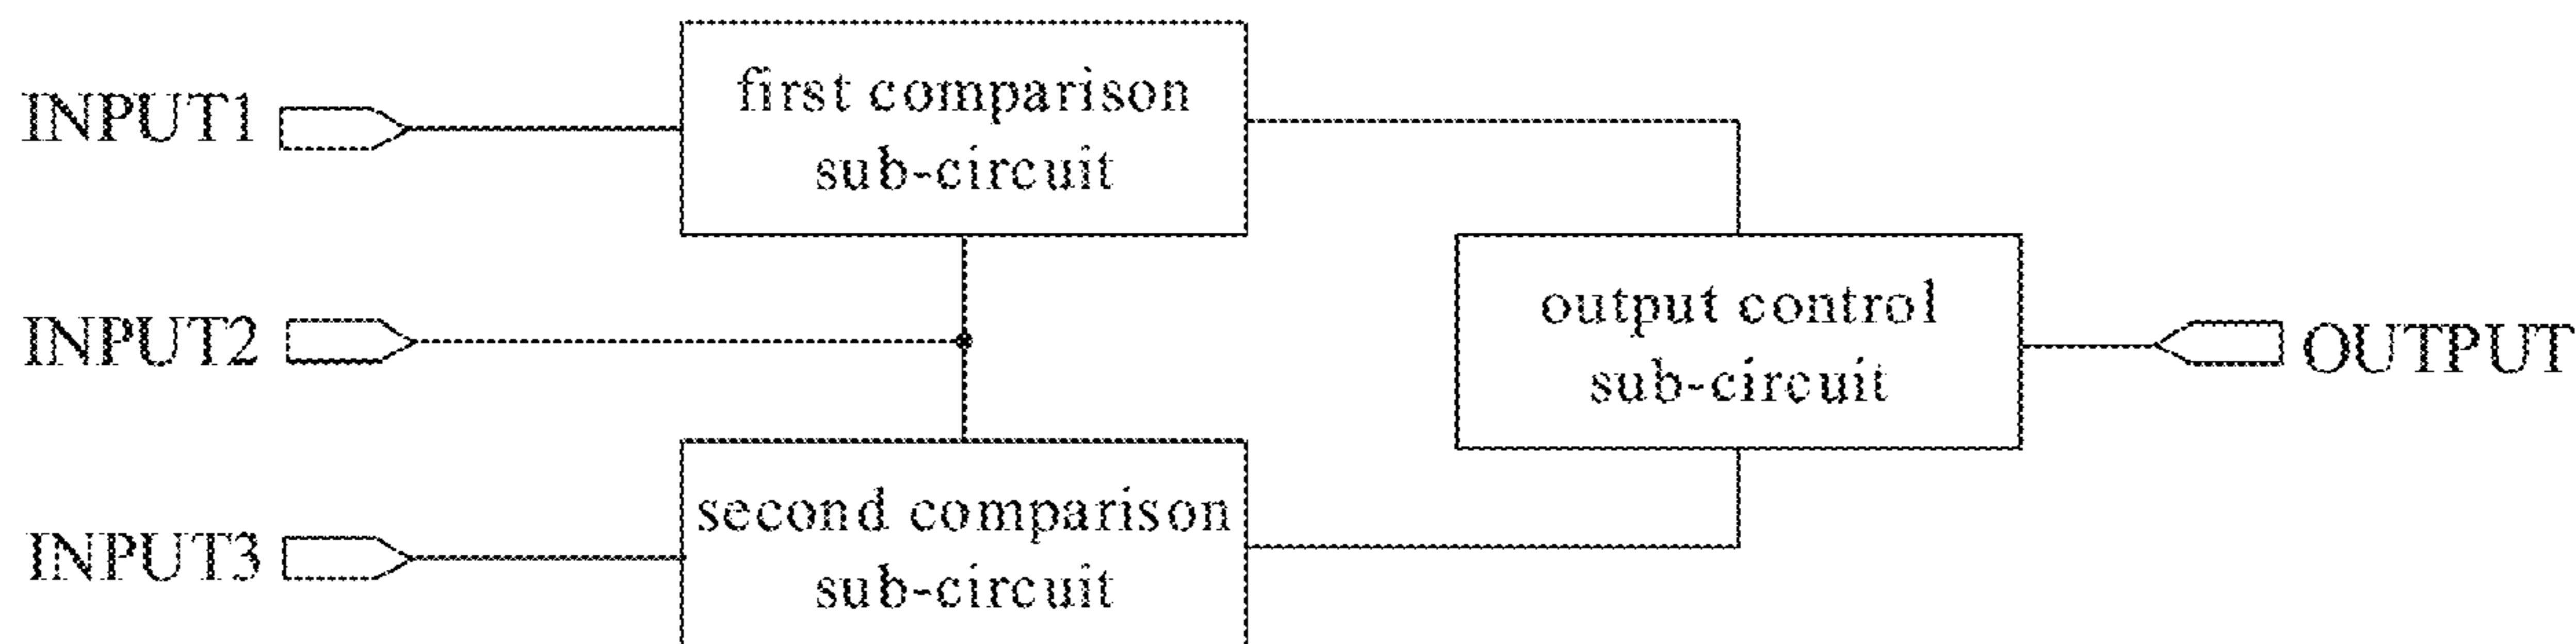 INPUT1
first comparison
sub-circuit
INPUT2
output control
sub-circuit
OUTPUT
INPUT3
second comparison
sub-circuit